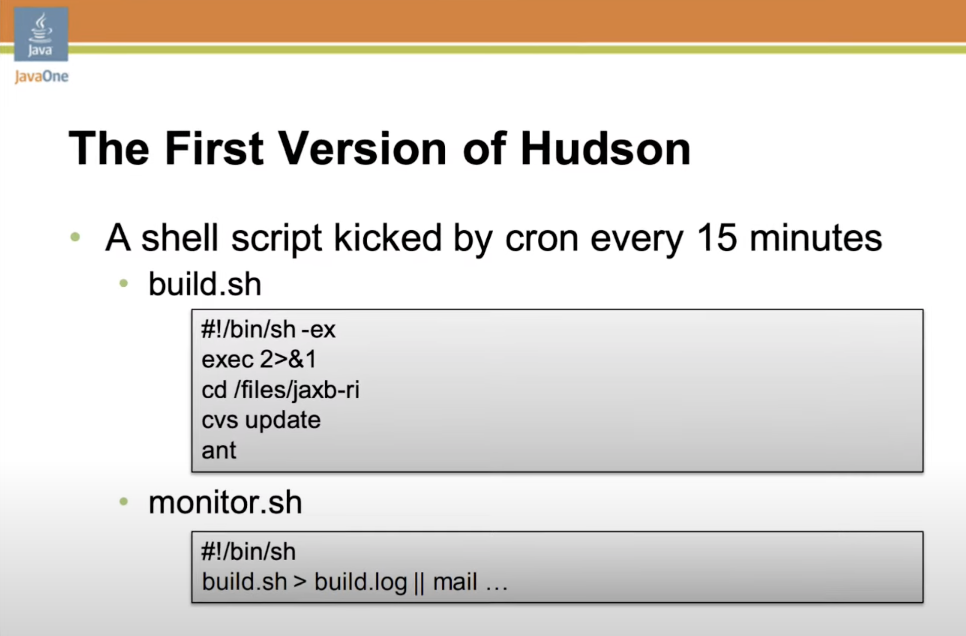 Java
JavaOne
The First Version of Hudson
• A shell script kicked by cron every 15 minutes
• build.sh
#!/bin/sh -ex
exec 2>&1
cd /files/jaxb-ri
cvs update
ant
• monitor.sh
#!/bin/sh
build.sh > build.log || mail …